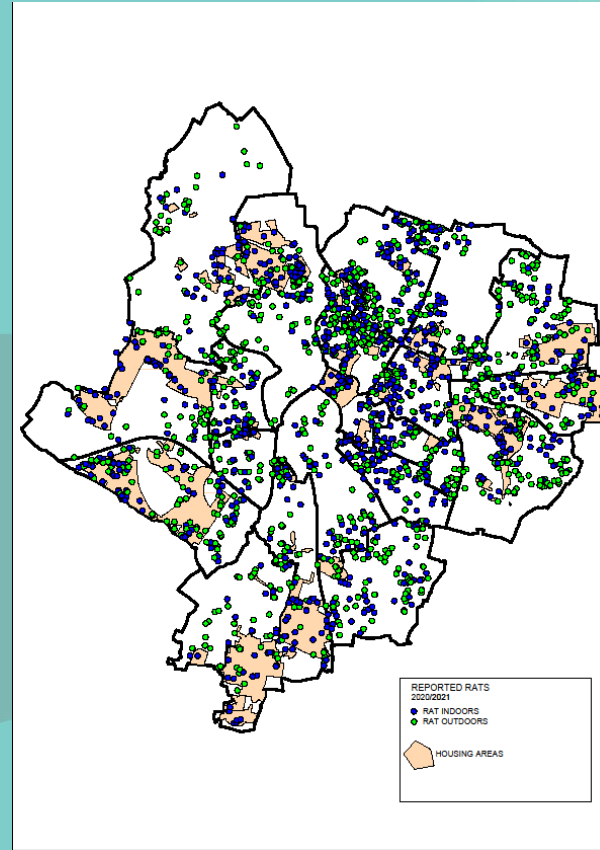 REPORTED RATS
2020/2021
RAT INDOORS
RAT OUTDOORS
HOUSING AREAS